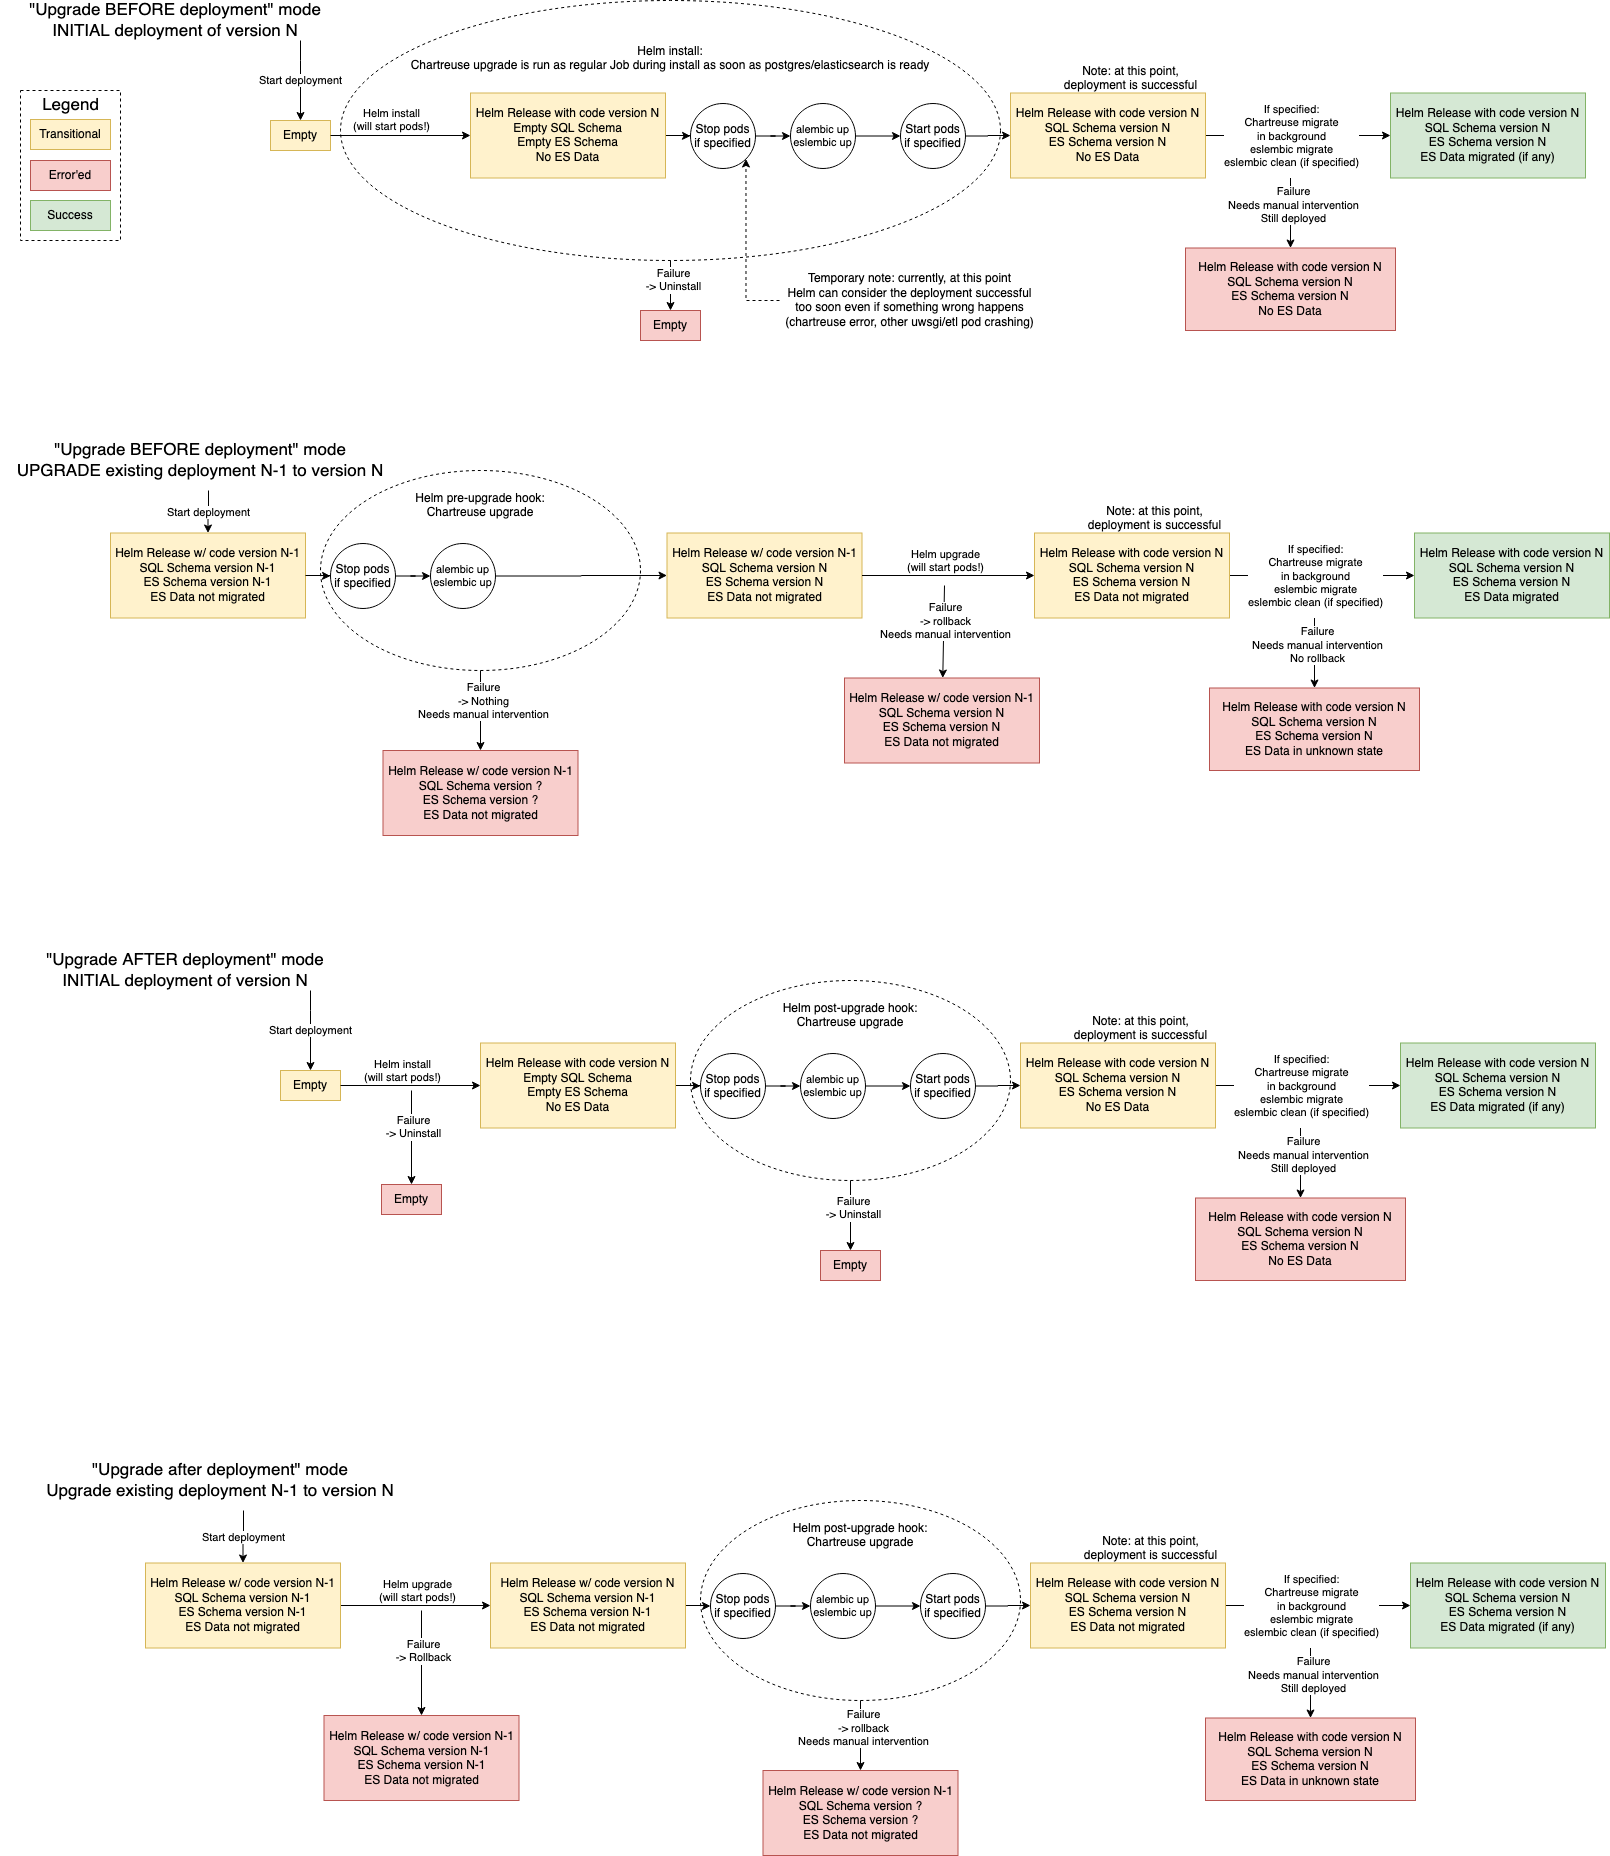 "Upgrade BEFORE deployment" mode
INITIAL deployment of version N
Start deployment
Legend
Transitional
Error'ed
Success
Empty
Helm install
(will start pods!)
Helm install:
Chartreuse upgrade is run as regular Job during install as soon as postgres/elasticsearch is ready
Helm Release with code version N
Empty SQL Schema
Empty ES Schema
No ES Data
Stop pods
if specified
alembic up
eslembic up
Start pods
if specified
Note: at this point,
deployment is successful
Helm Release with code version N
SQL Schema version N
ES Schema version N
No ES Data
If specified:
Chartreuse migrate
in background
eslembic migrate
eslembic clean (if specified)
Helm Release with code version N
SQL Schema version N
ES Schema version N
ES Data migrated (if any)
Failure
Needs manual intervention
Still deployed
Helm Release with code version N
SQL Schema version N
ES Schema version N
No ES Data
Failure
-> Uninstall
Empty
Temporary note: currently, at this point
Helm can consider the deployment successful
too soon even if something wrong happens
(chartreuse error, other uwsgi/etl pod crashing)
"Upgrade BEFORE deployment" mode
UPGRADE existing deployment N-1 to version N
Start deployment
Helm Release w/ code version N-1
SQL Schema version N-1
ES Schema version N-1
ES Data not migrated
Helm pre-upgrade hook:
Chartreuse upgrade
Stop pods
if specified
alembic up
eslembic up
Failure
-> Nothing
Needs manual intervention
Helm Release w/ code version N-1
SQL Schema version ?
ES Schema version ?
ES Data not migrated
Helm Release w/ code version N-1
SQL Schema version N
ES Schema version N
ES Data not migrated
Helm upgrade
(will start pods!)
Failure
-> rollback
Needs manual intervention
Helm Release w/ code version N-1
SQL Schema version N
ES Schema version N
ES Data not migrated
Note: at this point,
deployment is successful
Helm Release with code version N
SQL Schema version N
ES Schema version N
ES Data not migrated
If specified:
Chartreuse migrate
in background
eslembic migrate
eslembic clean (if specified)
Failure
Needs manual intervention
No rollback
Helm Release with code version N
SQL Schema version N
ES Schema version N
ES Data in unknown state
Helm Release with code version N
SQL Schema version N
ES Schema version N
ES Data migrated
"Upgrade AFTER deployment" mode
INITIAL deployment of version N
Start deployment
Empty
Helm install
(will start pods!)
Failure
-> Uninstall
Empty
Helm Release with code version N
Empty SQL Schema
Empty ES Schema
No ES Data
Helm post-upgrade hook:
Chartreuse upgrade
Stop pods
if specified
alembic up
eslembic up
Start pods
if specified
Failure
-> Uninstall
Empty
Note: at this point,
deployment is successful
Helm Release with code version N
SQL Schema version N
ES Schema version N
No ES Data
If specified:
Chartreuse migrate
in background
eslembic migrate
eslembic clean (if specified)
Failure
Needs manual intervention
Still deployed
Helm Release with code version N
SQL Schema version N
ES Schema version N
No ES Data
Helm Release with code version N
SQL Schema version N
ES Schema version N
ES Data migrated (if any)
"Upgrade after deployment" mode
Upgrade existing deployment N-1 to version N
Start deployment
Helm Release w/ code version N-1
SQL Schema version N-1
ES Schema version N-1
ES Data not migrated
Helm upgrade
(will start pods!)
Failure
-> Rollback
Helm Release w/ code version N-1
SQL Schema version N-1
ES Schema version N-1
ES Data not migrated
Helm Release w/ code version N
SQL Schema version N-1
ES Schema version N-1
ES Data not migrated
Helm post-upgrade hook:
Chartreuse upgrade
Stop pods
if specified
alembic up
eslembic up
Start pods
if specified
Failure
-> rollback
Needs manual intervention
Helm Release w/ code version N-1
SQL Schema version ?
ES Schema version ?
ES Data not migrated
Note: at this point,
deployment is successful
Helm Release with code version N
SQL Schema version N
ES Schema version N
ES Data not migrated
If specified:
Chartreuse migrate
in background
eslembic migrate
eslembic clean (if specified)
Failure
Needs manual intervention
Still deployed
Helm Release with code version N
SQL Schema version N
ES Schema version N
ES Data in unknown state
Helm Release with code version N
SQL Schema version N
ES Schema version N
ES Data migrated (if any)